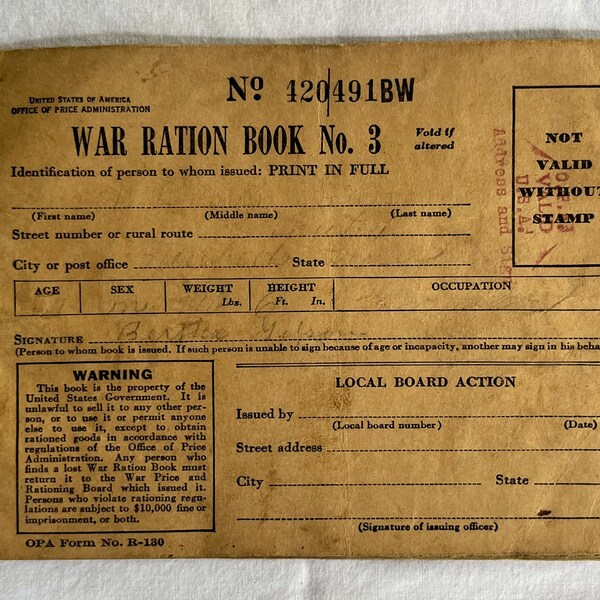 UNITED STATES OF AMERICA
OFFICE OF PRICE ADMINISTRATION
Nº 420491BW
WAR RATION BOOK No. 3
Void if
altered
NOT
VALID
WITHOUT
STAMP
Identification of person to whom issued: PRINT IN FULL
(First name) (Middle name) (Last name)
Street number or rural route
City or post office State
AGE SEX WEIGHT Lbs. HEIGHT Ft. In. OCCUPATION
SIGNATURE
(Person to whom book is issued. If such person is unable to sign because of age or incapacity, another may sign in his beha
WARNING
This book is the property of the
United States Government. It is
unlawful to sell it to any other per-
son, or to use it or permit anyone
else to use it, except to obtain
rationed goods in accordance with
regulations of the Office of Price
Administration. Any person who
finds a lost War Ration Book must
return it to the War Price and
Rationing Board which issued it.
Persons who violate rationing regu-
lations are subject to $10,000 fine or
imprisonment, or both.
OPA Form No. R-130
LOCAL BOARD ACTION
Issued by
(Local board number) (Date)
Street address
City State
(Signature of issuing officer)